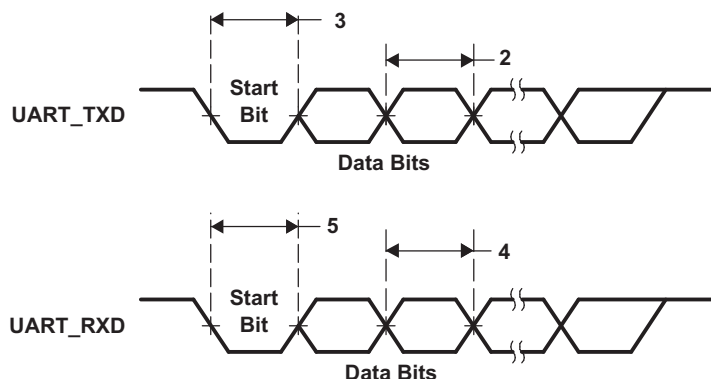 3
2
UART_TXD
Start
Bit
Data Bits
5
4
UART_RXD
Start
Bit
Data Bits